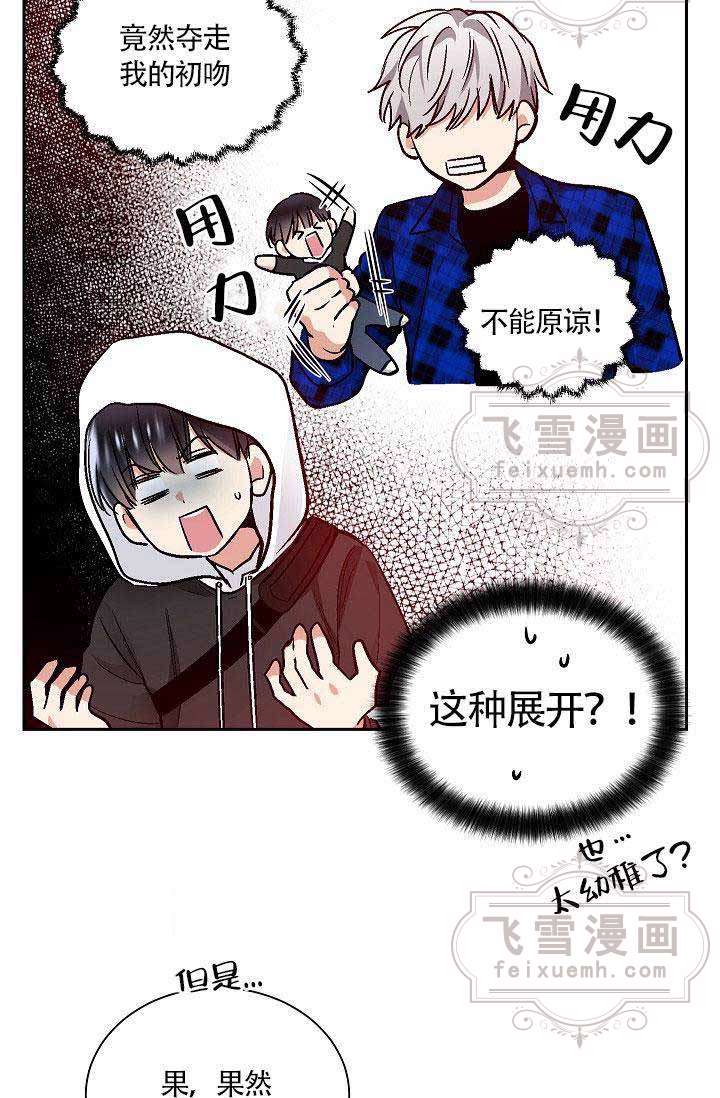 竟然夺走
我的初吻
用力
用力
不能原谅!
飞雪漫画
feixuemh.com
这种展开?!
也...
太幼稚了?
飞雪漫画
feixuemh.com
但是...
果，果然